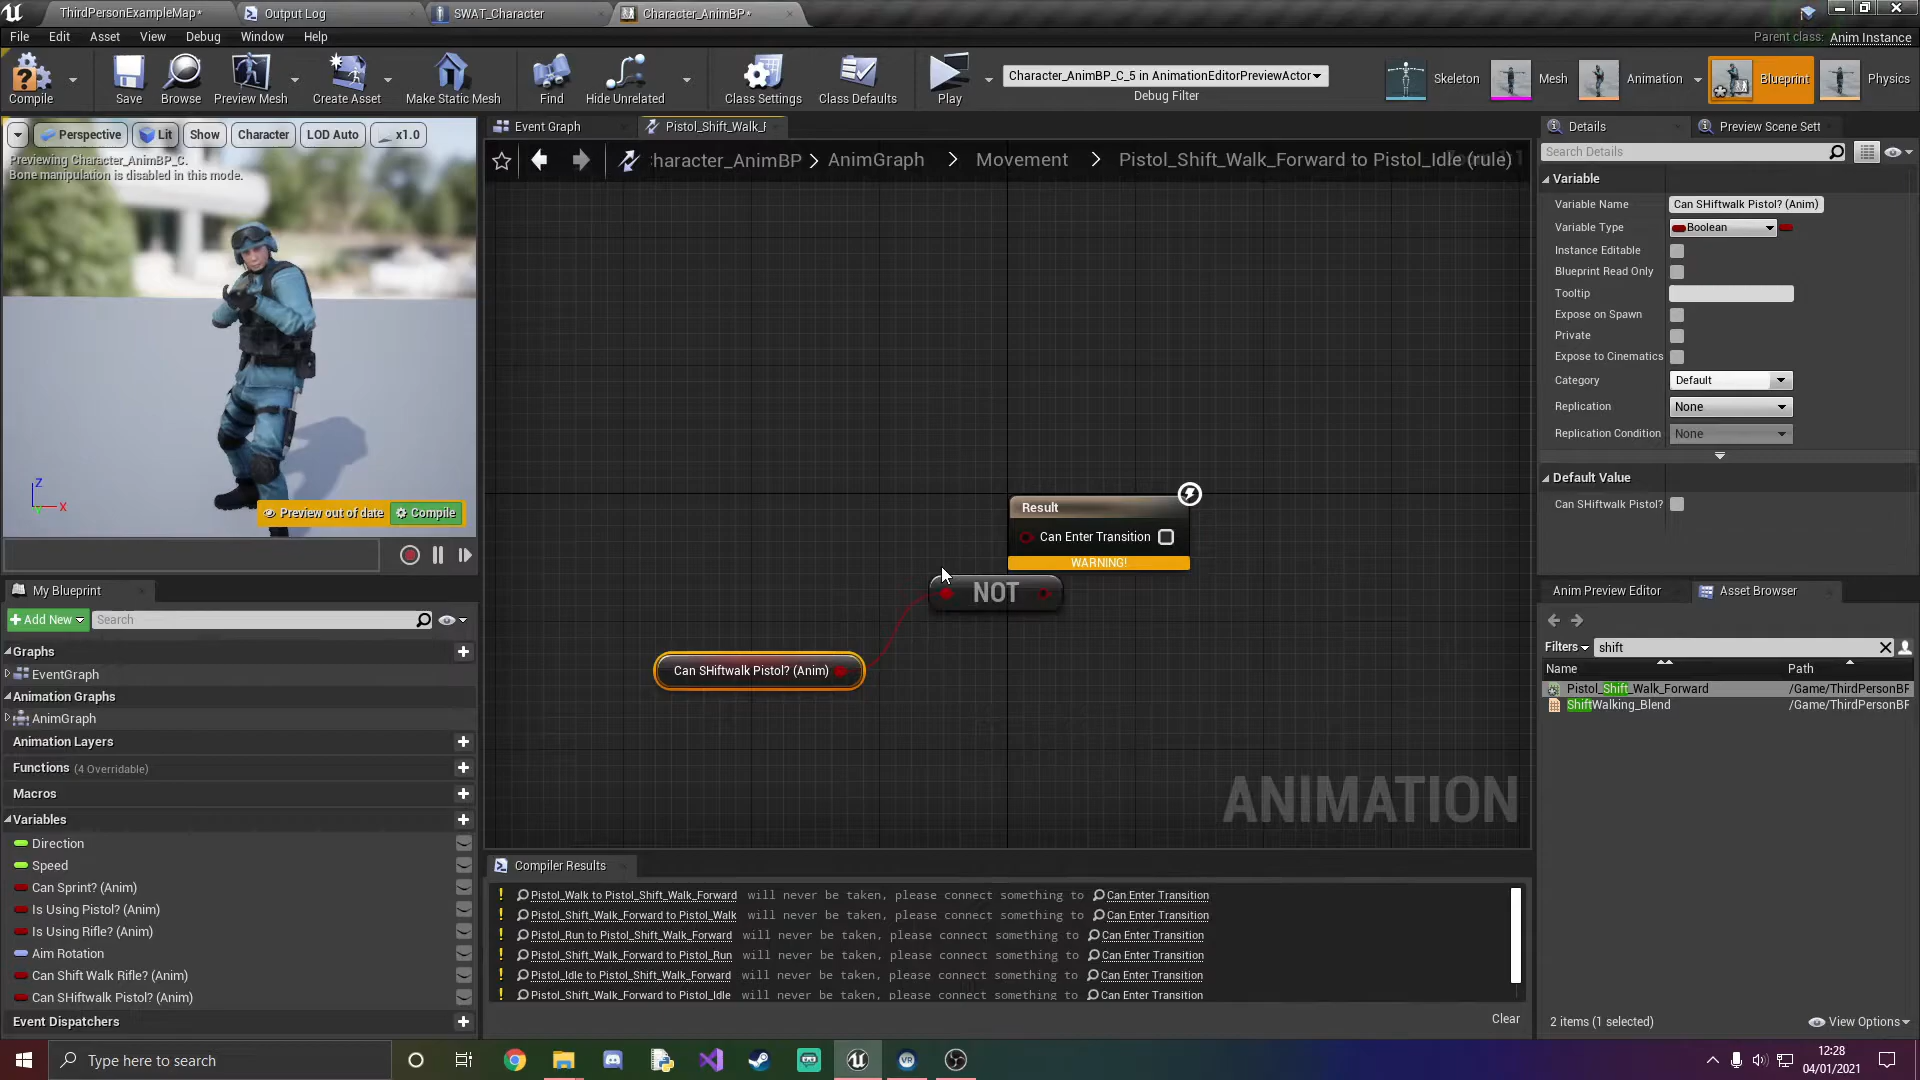 ThirdPersonExampleMap*
Output Log
SWAT_Character
Character_AnimBP*
File
Edit
Asset
View
Debug
Window
Help
Parent class:
Anim Instance
Compile
Save
Browse
Preview Mesh
Create Asset
Make Static Mesh
Find
Hide Unrelated
Class Settings
Class Defaults
Play
Character_AnimBP_C_5 in AnimationEditorPreviewActor
Debug Filter
Skeleton
Mesh
Animation
Blueprint
Physics
Perspective
Lit
Show
Character
LOD Auto
x1.0
Previewing Character_AnimBP_C.
Bone manipulation is disabled in this mode.
Z
X
Preview out of date
Compile
Event Graph
Pistol_Shift_Walk_F
haracter_AnimBP > AnimGraph > Movement > Pistol_Shift_Walk_Forward to Pistol_Idle (rule)
Result
Can Enter Transition
WARNING!
NOT
Can SHiftwalk Pistol? (Anim)
ANIMATION
My Blueprint
Add New
Search
Graphs
EventGraph
Animation Graphs
AnimGraph
Animation Layers
Functions (4 Overridable)
Macros
Variables
Direction
Speed
Can Sprint? (Anim)
Is Using Pistol? (Anim)
Is Using Rifle? (Anim)
Aim Rotation
Can Shift Walk Rifle? (Anim)
Can SHiftwalk Pistol? (Anim)
Event Dispatchers
Compiler Results
Pistol_Walk to Pistol_Shift_Walk_Forward will never be taken, please connect something to Can Enter Transition
Pistol_Shift_Walk_Forward to Pistol_Walk will never be taken, please connect something to Can Enter Transition
Pistol_Run to Pistol_Shift_Walk_Forward will never be taken, please connect something to Can Enter Transition
Pistol_Shift_Walk_Forward to Pistol_Run will never be taken, please connect something to Can Enter Transition
Pistol_Idle to Pistol_Shift_Walk_Forward will never be taken, please connect something to Can Enter Transition
Pistol_Shift_Walk_Forward to Pistol_Idle will never be taken, please connect something to Can Enter Transition
Clear
Details
Preview Scene Sett
Search Details
Variable
Variable Name
Can SHiftwalk Pistol? (Anim)
Variable Type
Boolean
Instance Editable
Blueprint Read Only
Tooltip
Expose on Spawn
Private
Expose to Cinematics
Category
Default
Replication
None
Replication Condition
None
Default Value
Can SHiftwalk Pistol?
Anim Preview Editor
Asset Browser
Filters
shift
Name
Path
Pistol_Shift_Walk_Forward
/Game/ThirdPersonBF
ShiftWalking_Blend
/Game/ThirdPersonBF
2 items (1 selected)
View Options
Type here to search
12:28
04/01/2021